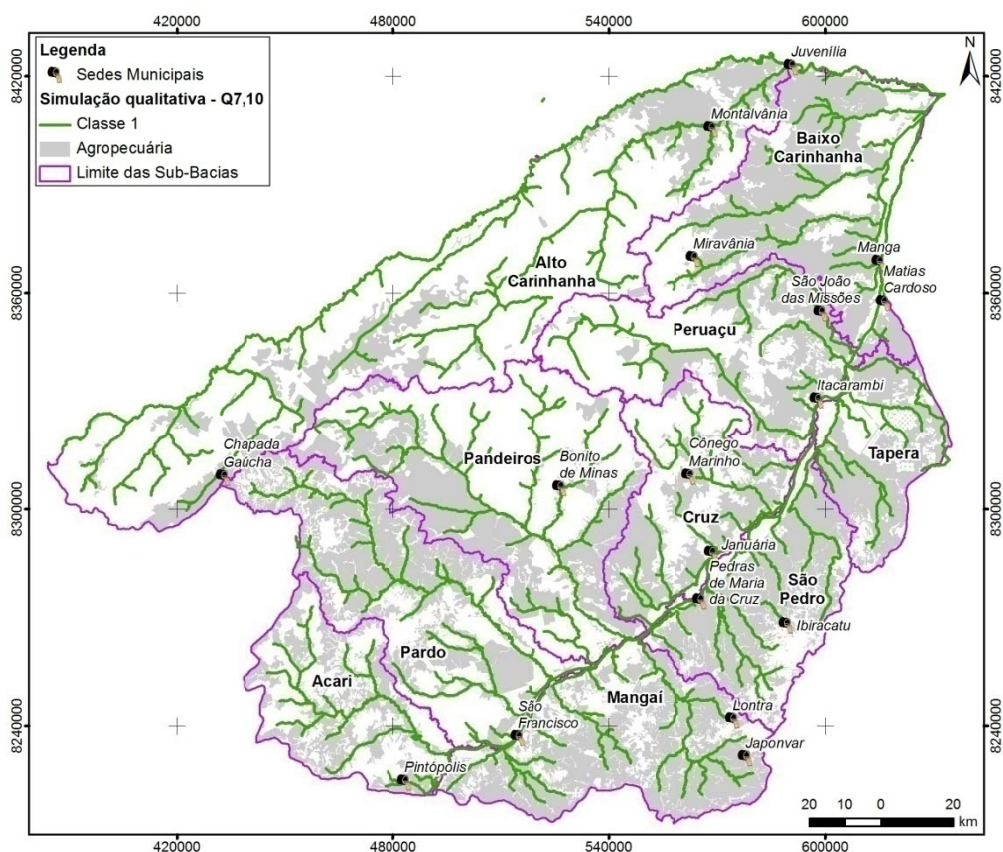 420000 480000 540000 600000
Legenda
Sedes Municipais
Simulação qualitativa - Q7,10
Classe 1
Agropecuária
Limite das Sub-Bacias
N
8420000
8420000
Juvenília
Montalvânia
Baixo
Carinhanha
Miravânia
Manga
Matias
Cardoso
Alto
Carinhanha
São João
das Missões
8360000
8360000
Peruaçu
Itacarambi
Chapada
Gaúcha
Pandeiros
Bonito
de Minas
Cônego
Marinho
Tapera
8300000
8300000
Cruz
Januária
Pedras
de Maria
da Cruz
São
Pedro
Ibiracatu
Pardo
Acari
Mangaí
São
Francisco
Lontra
8240000
8240000
Japonvar
Pintópolis
20 10 0 20
km
420000 480000 540000 600000